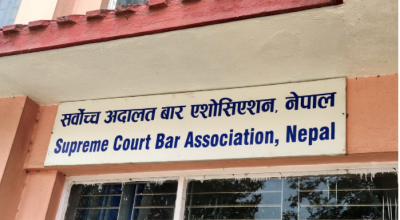 सर्वोच्च अदालत बार एशोसिएशन, नेपाल
Supreme Court Bar Association, Nepal